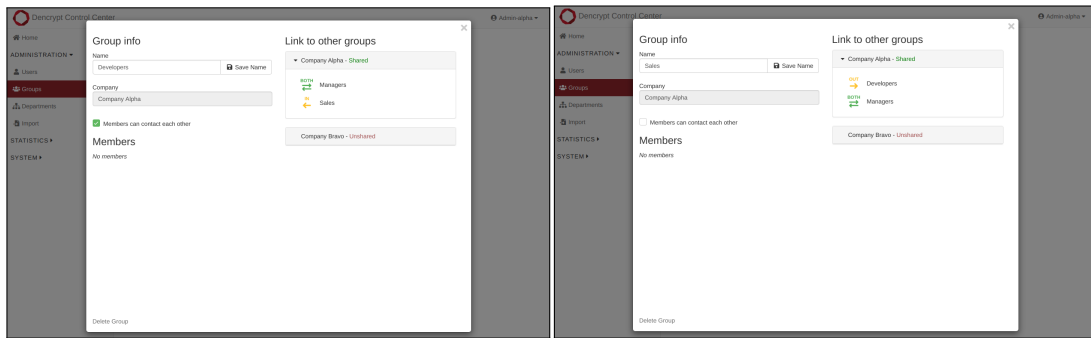 Dencrypt Control Center
Admin-alpha
Home
ADMINISTRATION
Users
Groups
Departments
Import
STATISTICS
SYSTEM
×
Group info
Name
Developers
Save Name
Company
Company Alpha
Members can contact each other
Members
No members
Delete Group
Link to other groups
Company Alpha - Shared
BOTH
Managers
IN
Sales
Company Bravo - Unshared
Dencrypt Control Center
Admin-alpha
Home
ADMINISTRATION
Users
Groups
Departments
Import
STATISTICS
SYSTEM
×
Group info
Name
Sales
Save Name
Company
Company Alpha
Members can contact each other
Members
No members
Delete Group
Link to other groups
Company Alpha - Shared
OUT
Developers
BOTH
Managers
Company Bravo - Unshared